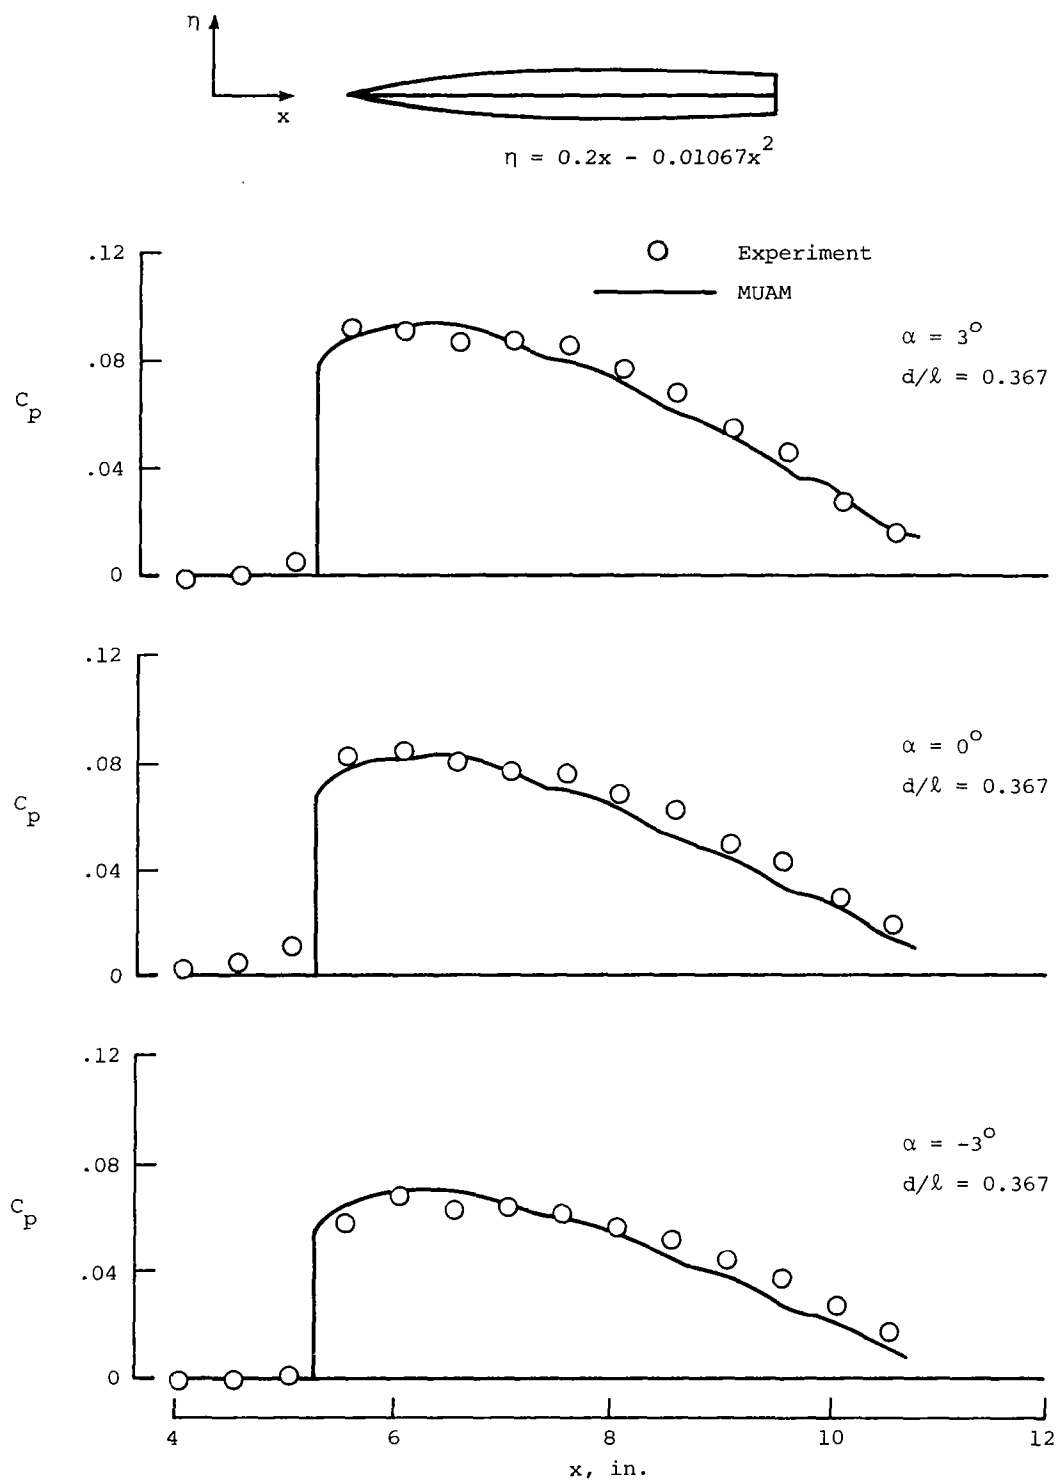 η
x
η = 0.2x - 0.01067x²
.12
.08
.04
0
C_p
Experiment
MUAM
α = 3°
d/ℓ = 0.367
.12
.08
.04
0
C_p
α = 0°
d/ℓ = 0.367
.12
.08
.04
0
C_p
α = -3°
d/ℓ = 0.367
4 6 8 10 12
x, in.